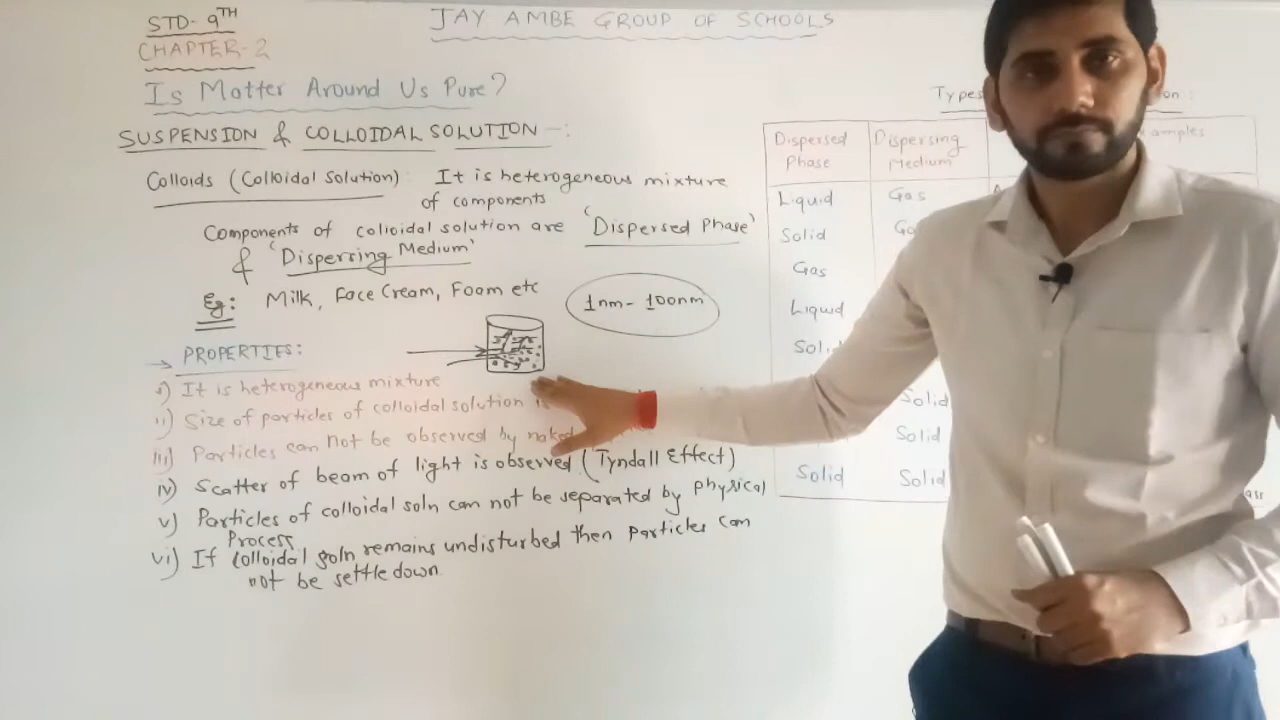 STD- 9TH
JAY AMBE GROUP OF SCHOOLS
CHAPTER-2
Is Matter Around Us Pure?
SUSPENSION & COLLOIDAL SOLUTION -:
Colloids (Colloidal Solution): It is heterogeneous mixture
of components
Components of colloidal solution are 'Dispersed Phase'
& 'Dispersing Medium'
Eg: Milk, Face Cream, Foam etc
1nm - 100nm
→ PROPERTIES:
i) It is heterogeneous mixture
ii) Size of particles of colloidal solution
iii) Particles can not be observed by
iv) Scatter of beam of light is observed (Tyndall Effect)
v) Particles of colloidal soln can not be separated by physical
Process
vi) If colloidal soln remains undisturbed then particles can
not be settle down
Types
Dispersed Phase
Dispersing Medium
Liquid Gas
Solid
Gas
Liquid
Solid
Solid
Solid Solid